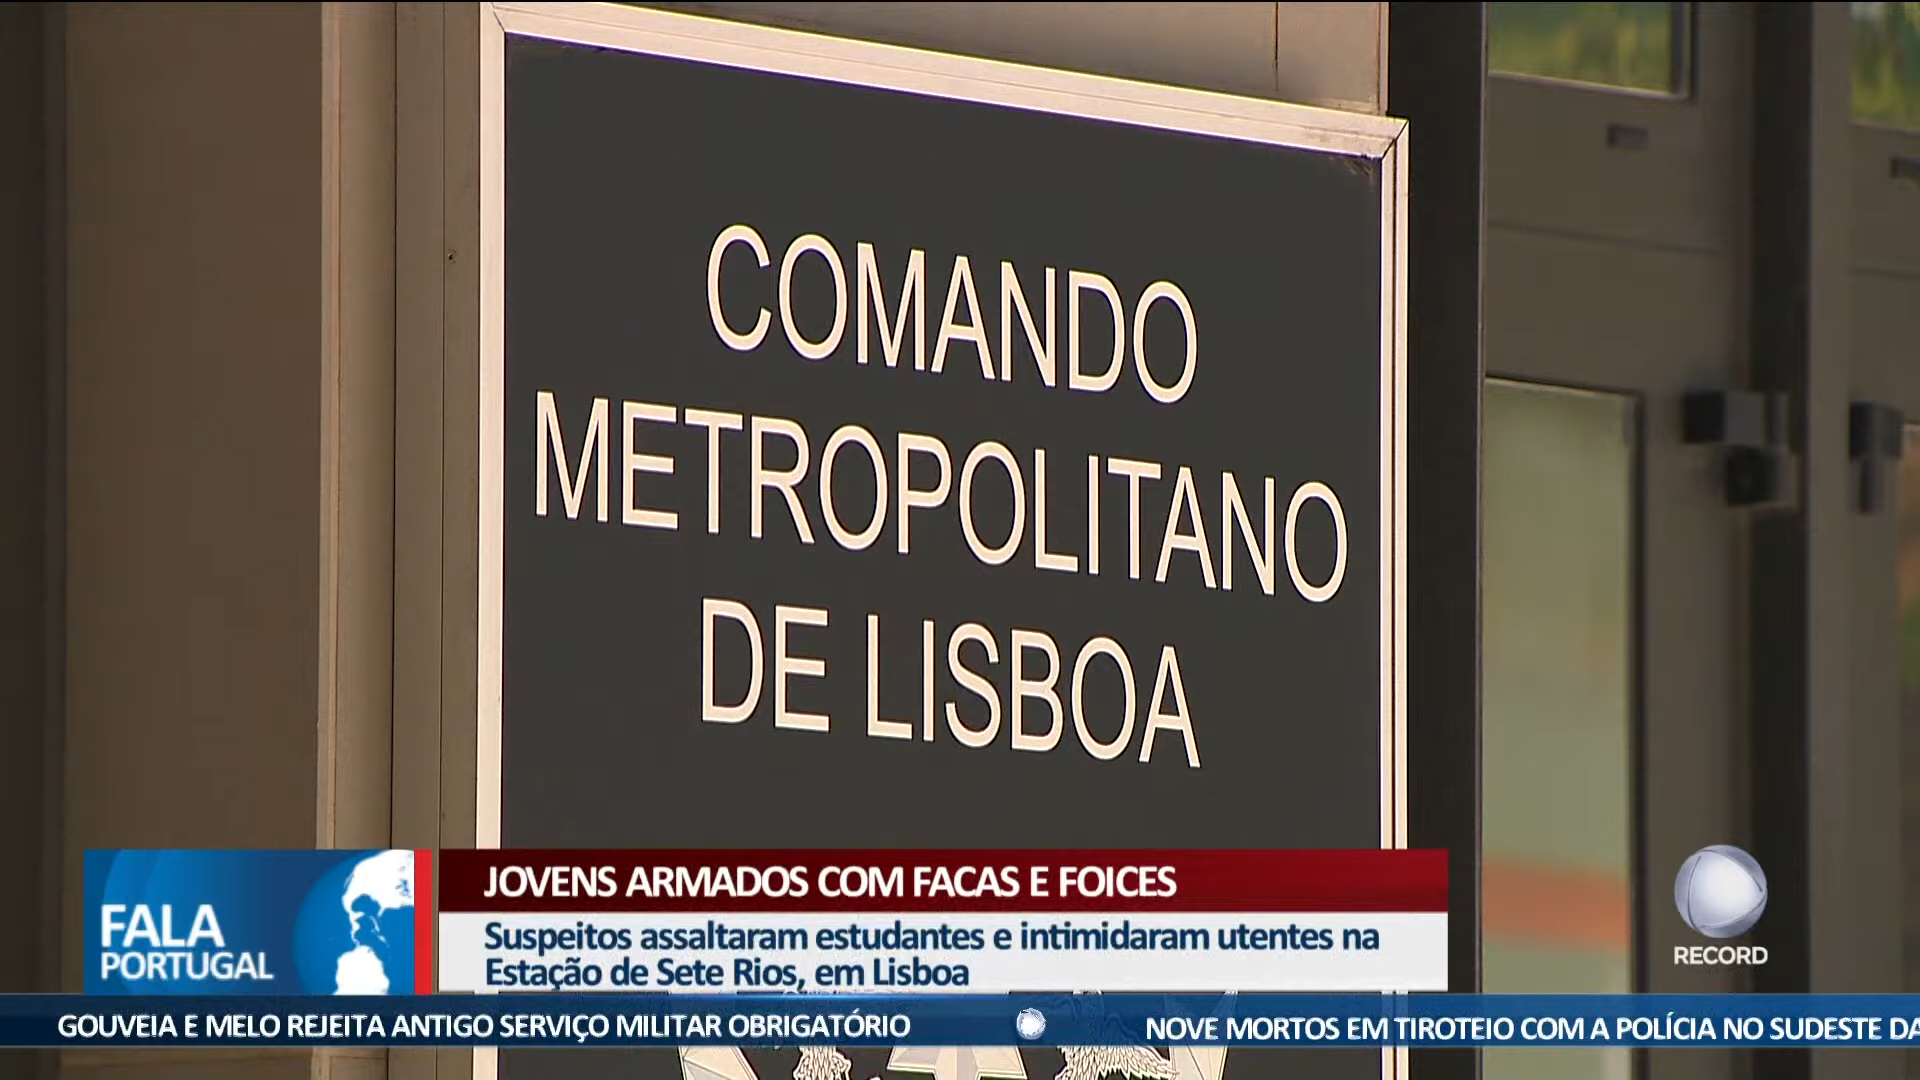 COMANDO
METROPOLITANO
DE LISBOA
JOVENS ARMADOS COM FACAS E FOICES
Suspeitos assaltaram estudantes e intimidaram utentes na
Estação de Sete Rios, em Lisboa
FALA
PORTUGAL
RECORD
GOUVEIA E MELO REJEITA ANTIGO SERVIÇO MILITAR OBRIGATÓRIO
NOVE MORTOS EM TIROTEIO COM A POLÍCIA NO SUDESTE DA